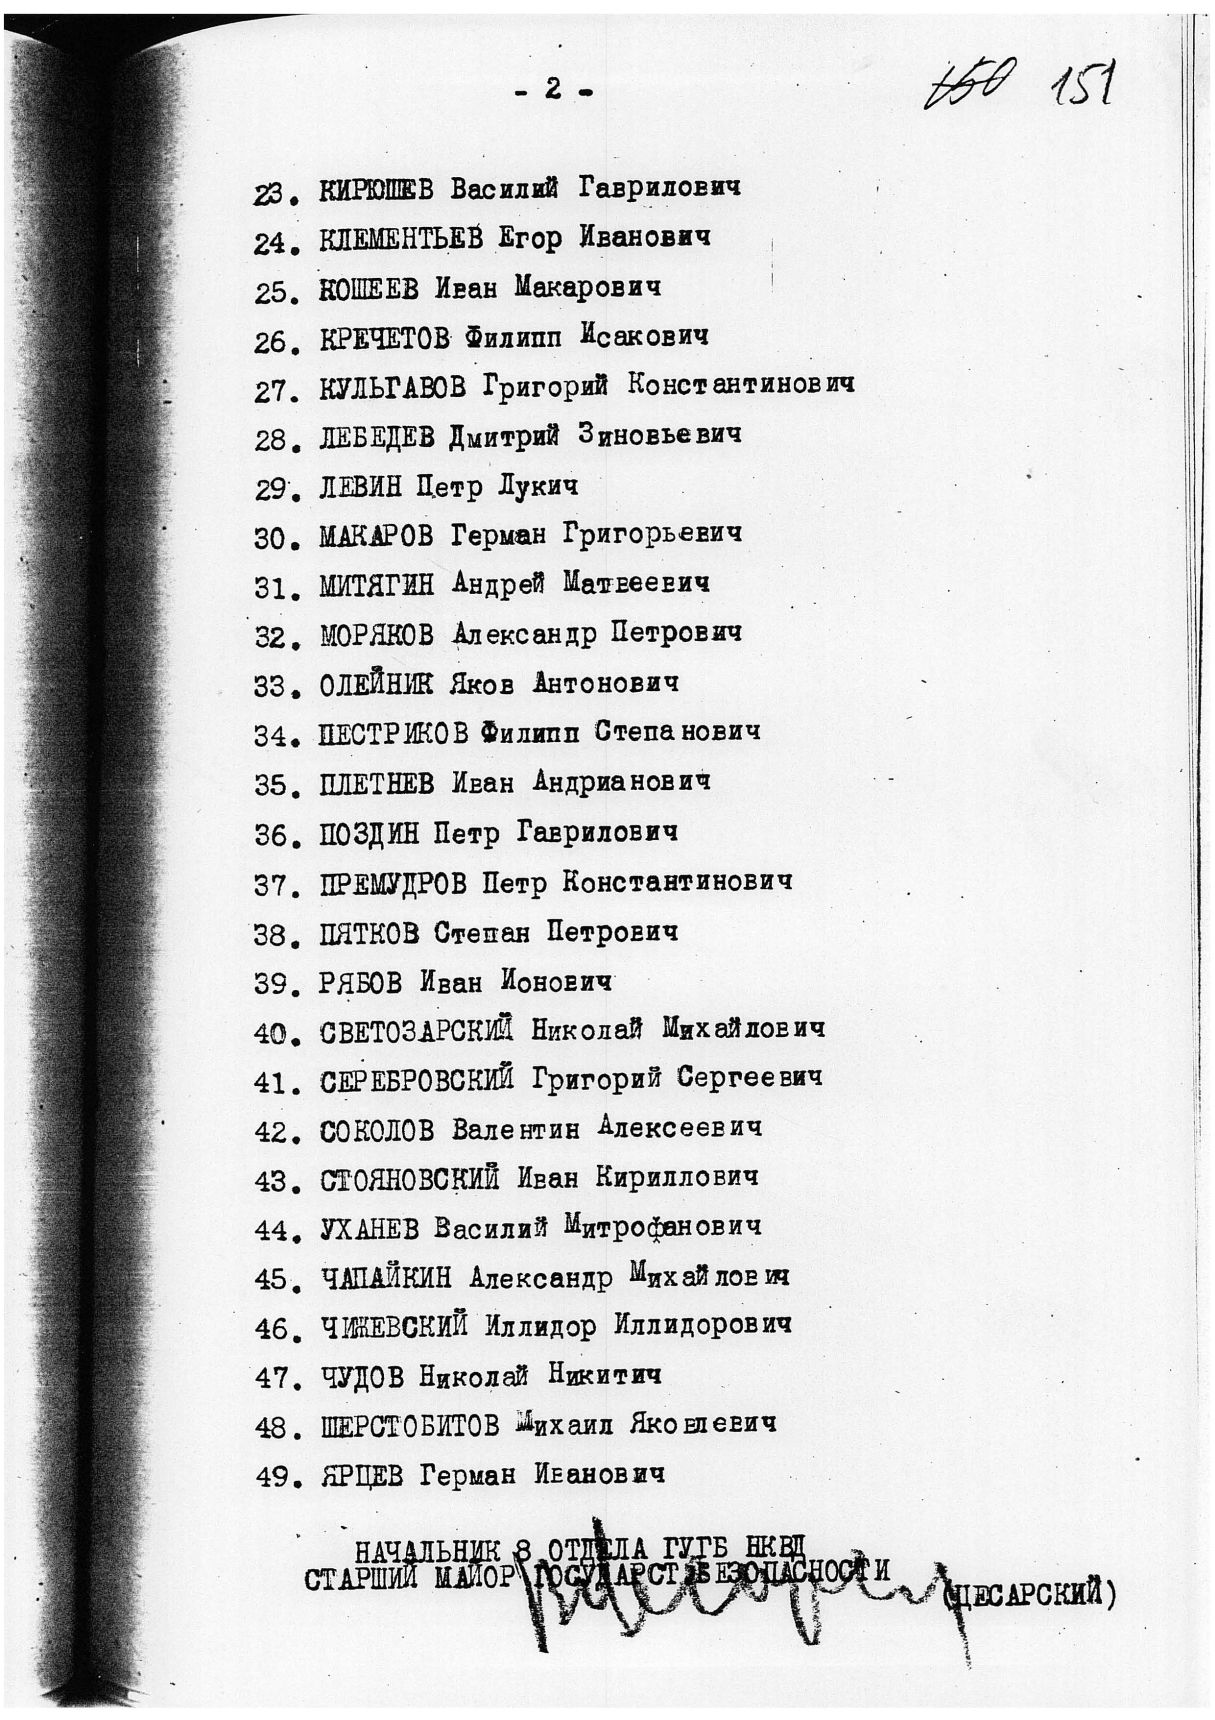 - 2 -
150 151
23. КИРЮШЕВ Василий Гаврилович
24. КЛЕМЕНТЬЕВ Егор Иванович
25. КОШЕЕВ Иван Макарович
26. КРЕЧЕТОВ Филипп Исакович
27. КУЛЬГАВОВ Григорий Константинович
28. ЛЕБЕДЕВ Дмитрий Зиновьевич
29. ЛЕВИН Петр Лукич
30. МАКАРОВ Герман Григорьевич
31. МИТЯГИН Андрей Матвеевич
32. МОРЯКОВ Александр Петрович
33. ОЛЕЙНИК Яков Антонович
34. ПЕСТРИКОВ Филипп Степанович
35. ПЛЕТНЕВ Иван Андрианович
36. ПОЗДИН Петр Гаврилович
37. ПРЕМУДРОВ Петр Константинович
38. ПЯТКОВ Степан Петрович
39. РЯБОВ Иван Ионович
40. СВЕТОЗАРСКИЙ Николай Михайлович
41. СЕРЕБРОВСКИЙ Григорий Сергеевич
42. СОКОЛОВ Валентин Алексеевич
43. СТОЯНОВСКИЙ Иван Кириллович
44. УХАНЕВ Василий Митрофанович
45. ЧАПАЙКИН Александр Михайлович
46. ЧИЖЕВСКИЙ Иллидор Иллидорович
47. ЧУДОВ Николай Никитич
48. ШЕРСТОБИТОВ Михаил Яковлевич
49. ЯРЦЕВ Герман Иванович
НАЧАЛЬНИК 8 ОТДЕЛА ГУГБ НКВД
СТАРШИЙ МАЙОР ГОСУДАРСТ.БЕЗОПАСНОСТИ
(ЦЕСАРСКИЙ)